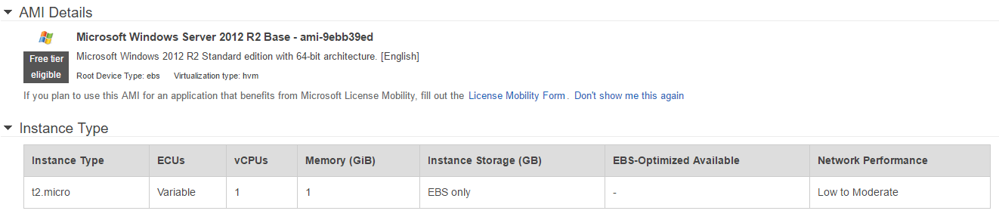 AMI Details
Microsoft Windows Server 2012 R2 Base - ami-9ebb39ed
Free tier eligible
Microsoft Windows 2012 R2 Standard edition with 64-bit architecture. [English]
Root Device Type: ebs Virtualization type: hvm
If you plan to use this AMI for an application that benefits from Microsoft License Mobility, fill out the License Mobility Form. Don't show me this again
Instance Type
Instance Type ECUs vCPUs Memory (GiB) Instance Storage (GB) EBS-Optimized Available Network Performance
t2.micro Variable 1 1 EBS only - Low to Moderate